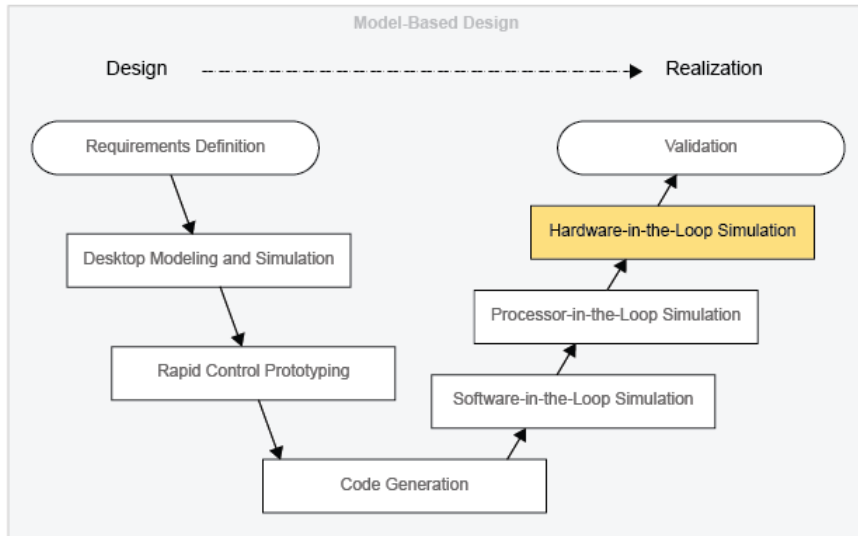 Model-Based Design
Design
Realization
Requirements Definition
Validation
Hardware-in-the-Loop Simulation
Desktop Modeling and Simulation
Processor-in-the-Loop Simulation
Rapid Control Prototyping
Software-in-the-Loop Simulation
Code Generation